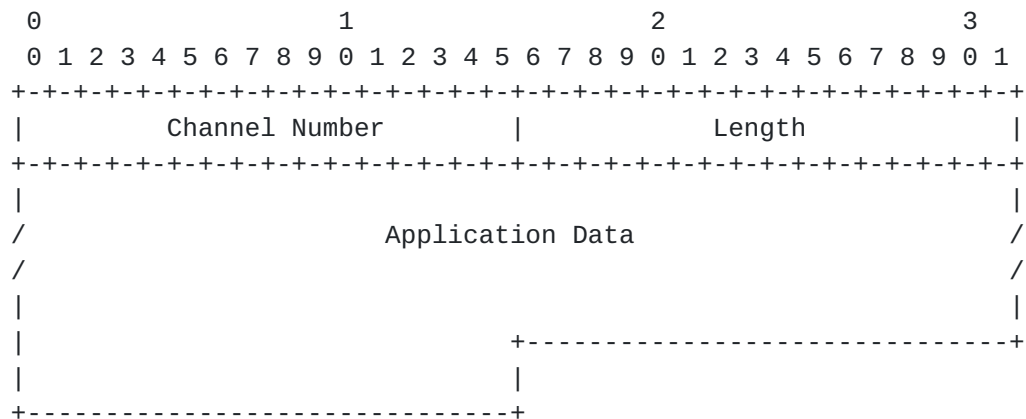 0                   1                   2                   3
 0 1 2 3 4 5 6 7 8 9 0 1 2 3 4 5 6 7 8 9 0 1 2 3 4 5 6 7 8 9 0 1
+-+-+-+-+-+-+-+-+-+-+-+-+-+-+-+-+-+-+-+-+-+-+-+-+-+-+-+-+-+-+-+-+
|         Channel Number        |            Length             |
+-+-+-+-+-+-+-+-+-+-+-+-+-+-+-+-+-+-+-+-+-+-+-+-+-+-+-+-+-+-+-+-+
|                                                               |
/                       Application Data                        /
/                                                               /
|                                                               |
|                               +-------------------------------+
|                               |
+-------------------------------+